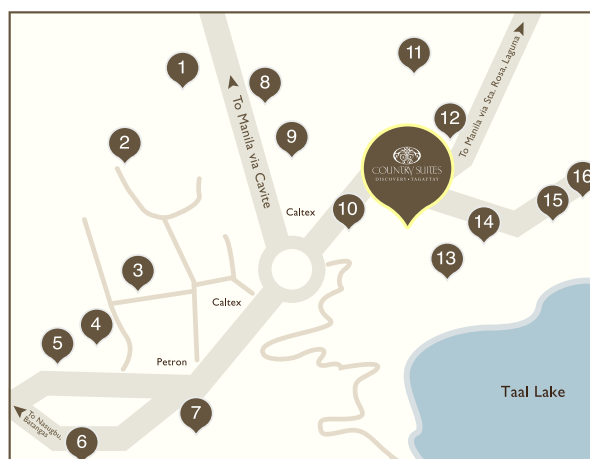 11
1
8
12
2
9
To Manila via Cavite
To Manila via Sta. Rosa, Laguna
COUNTRY SUITES
DISCOVERY • TAGAYTAY
16
15
Caltex
10
14
13
3
Caltex
4
5
Petron
Taal Lake
7
To Nasugbu,
Batangas
6